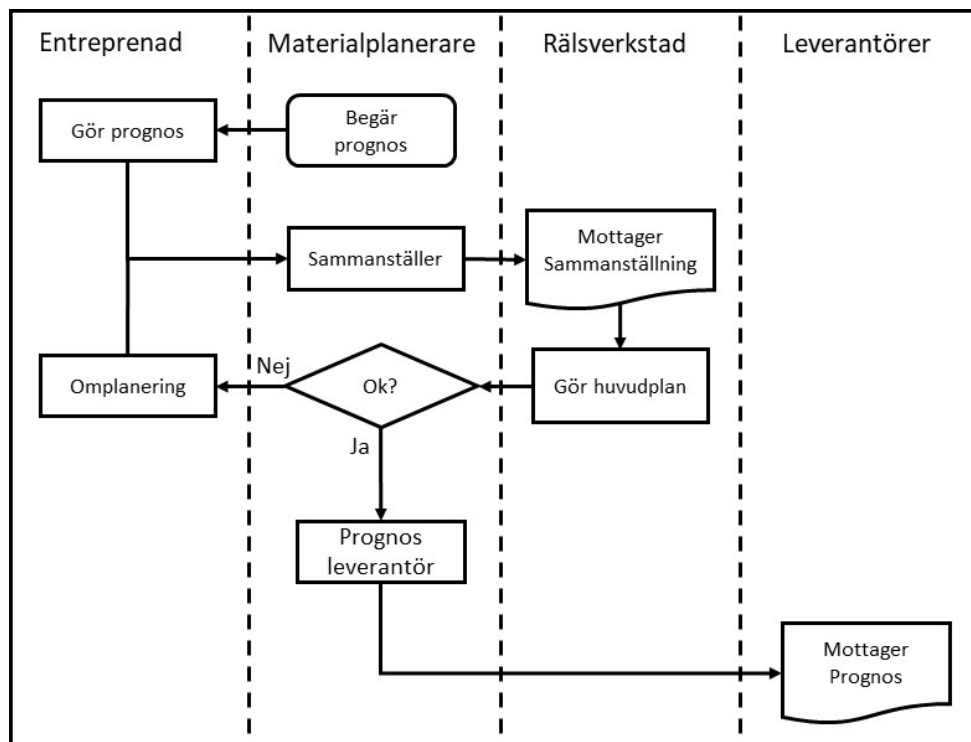 Entreprenad
Materialplanerare
Rälsverkstad
Leverantörer
Gör prognos
Begär
prognos
Sammanställer
Mottager
Sammanställning
Omplanering
Nej
Ok?
Gör huvudplan
Ja
Prognos
leverantör
Mottager
Prognos